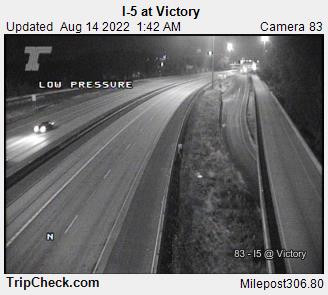 I-5 at Victory
Updated Aug 14 2022 1:42 AM Camera 83
T
LOW PRESSURE
N
83 - I5 @ Victory
TripCheck.com Milepost306.80